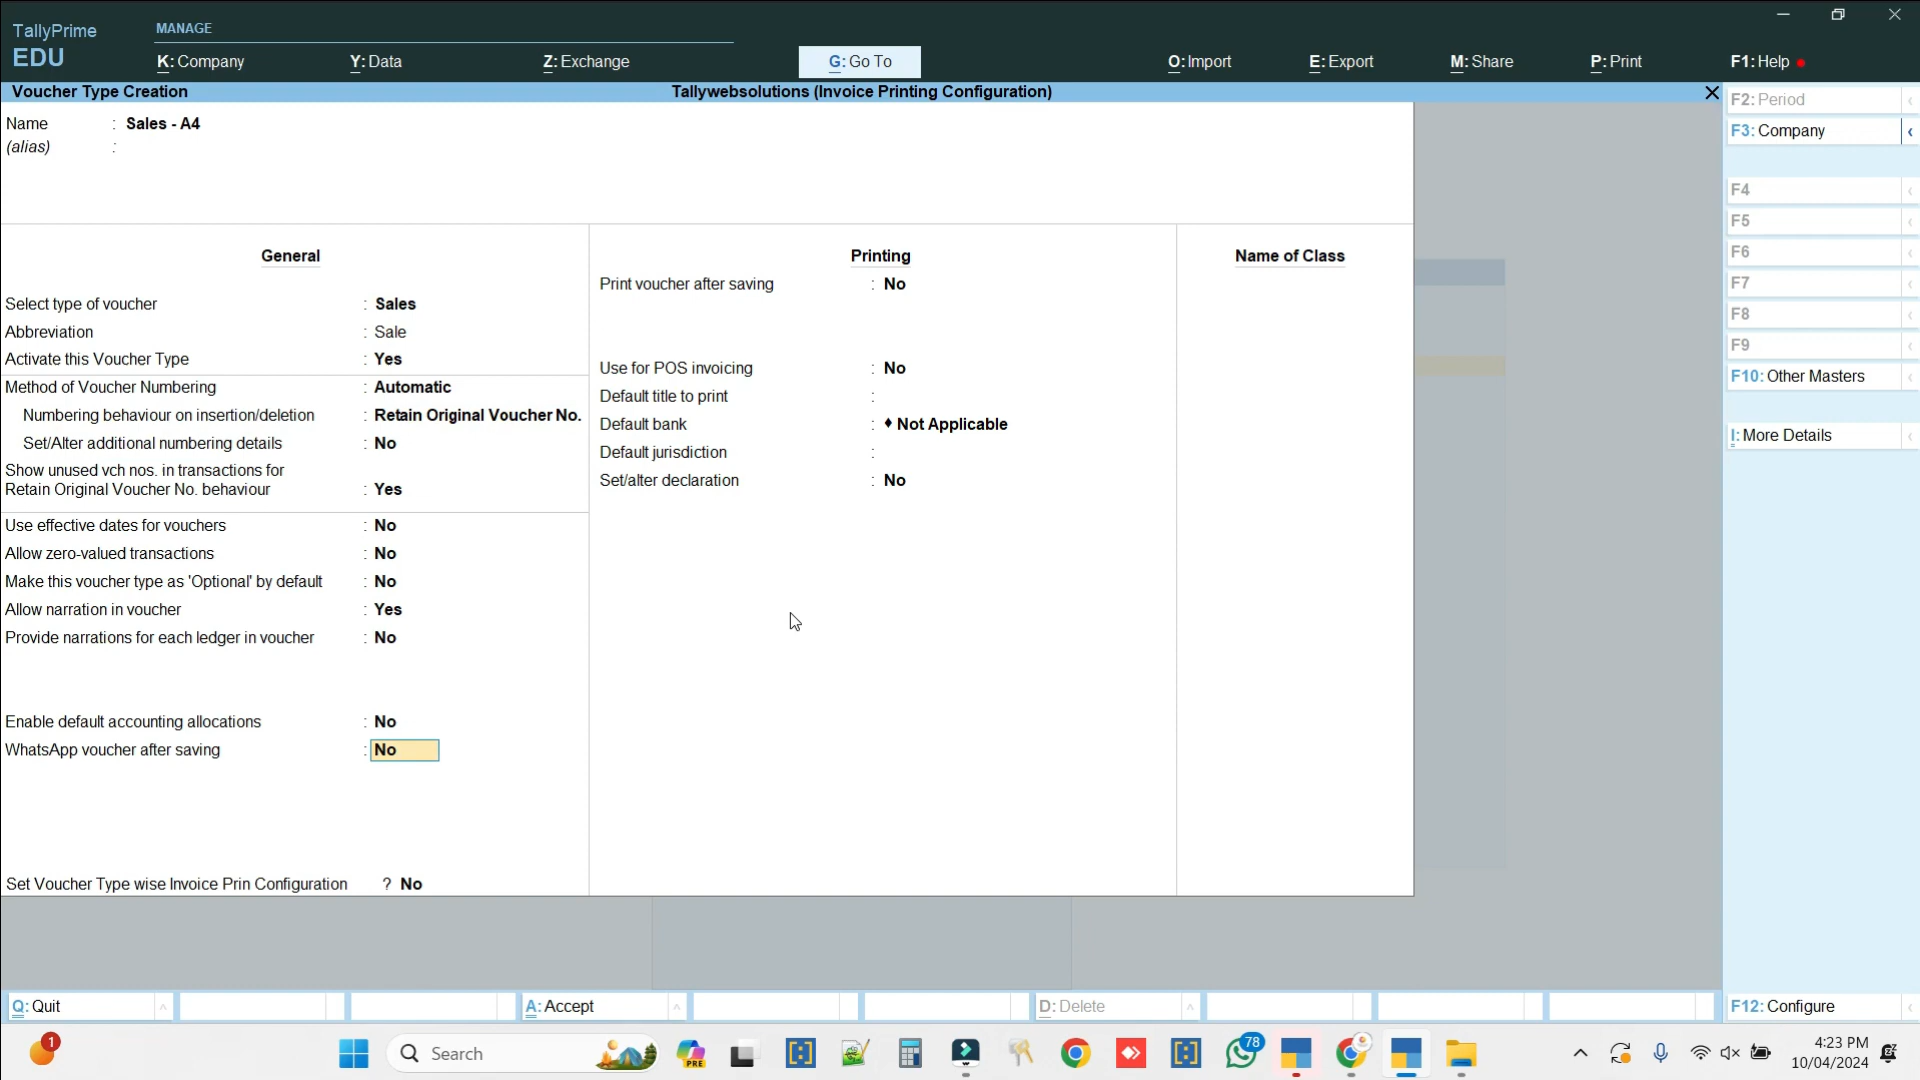 TallyPrime
EDU
MANAGE
K: Company
Y: Data
Z: Exchange
G: Go To
O: Import
E: Export
M: Share
P: Print
F1: Help
Voucher Type Creation
Tallywebsolutions (Invoice Printing Configuration)
Name : Sales - A4
(alias) :
General
Select type of voucher : Sales
Abbreviation : Sale
Activate this Voucher Type : Yes
Method of Voucher Numbering : Automatic
Numbering behaviour on insertion/deletion : Retain Original Voucher No.
Set/Alter additional numbering details : No
Show unused vch nos. in transactions for
Retain Original Voucher No. behaviour : Yes
Use effective dates for vouchers : No
Allow zero-valued transactions : No
Make this voucher type as 'Optional' by default : No
Allow narration in voucher : Yes
Provide narrations for each ledger in voucher : No
Enable default accounting allocations : No
WhatsApp voucher after saving : No
Set Voucher Type wise Invoice Prin Configuration ? No
Printing
Print voucher after saving : No
Use for POS invoicing : No
Default title to print :
Default bank : ♦ Not Applicable
Default jurisdiction :
Set/alter declaration : No
Name of Class
F2: Period
F3: Company
F4
F5
F6
F7
F8
F9
F10: Other Masters
I: More Details
F12: Configure
Q: Quit
A: Accept
D: Delete
1
Search
PRE
78
4:23 PM
10/04/2024